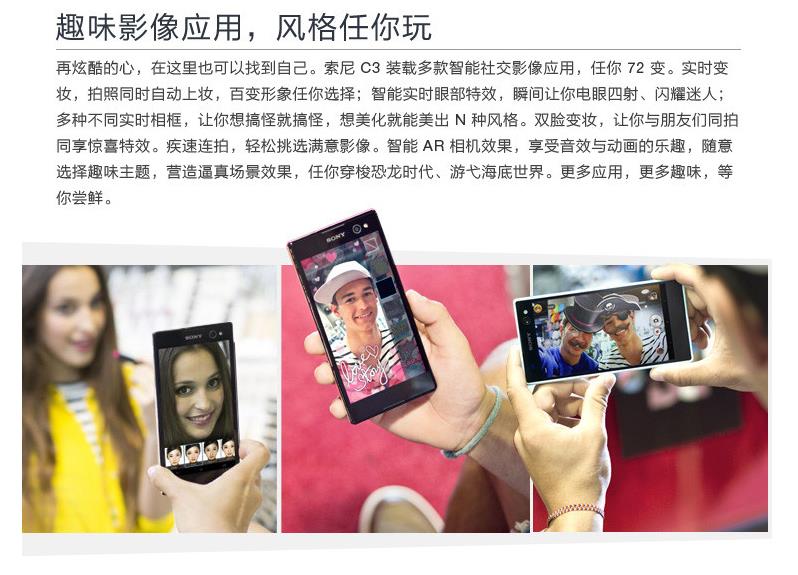 趣味影像应用，风格任你玩
再炫酷的心，在这里也可以找到自己。索尼 C3 装载多款智能社交影像应用，任你 72 变。实时变
妆，拍照同时自动上妆，百变形象任你选择；智能实时眼部特效，瞬间让你电眼四射、闪耀迷人；
多种不同实时相框，让你想搞怪就搞怪，想美化就能美出 N 种风格。双脸变妆，让你与朋友们同拍
同享惊喜特效。疾速连拍，轻松挑选满意影像。智能 AR 相机效果，享受音效与动画的乐趣，随意
选择趣味主题，营造逼真场景效果，任你穿梭恐龙时代、游弋海底世界。更多应用，更多趣味，等
你尝鲜。
SONY
SONY
Love
story
SONY